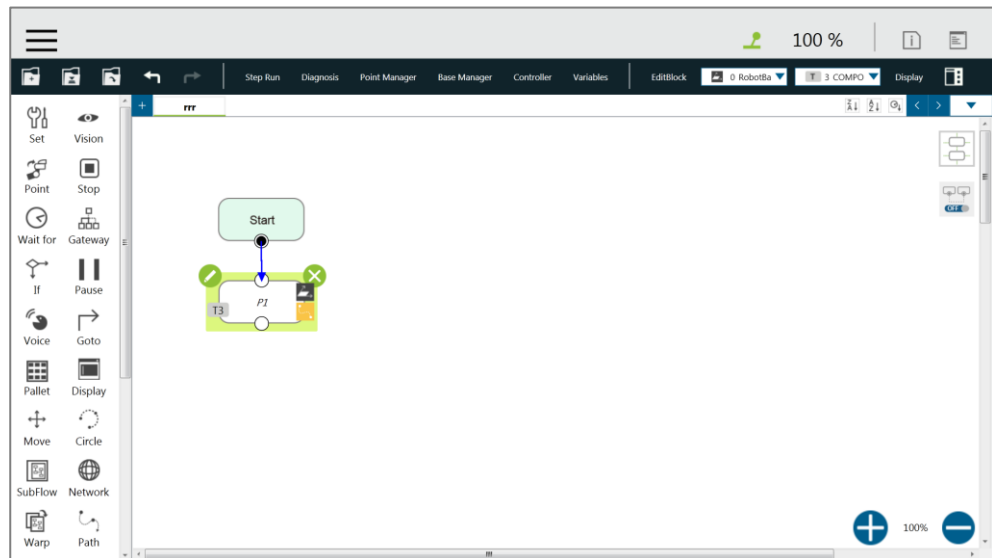 100 %
Step Run Diagnosis Point Manager Base Manager Controller Variables EditBlock 0 RobotBa T 3 COMPO Display
rrr
Set Vision
Point Stop
Wait for Gateway
If Pause
Voice Goto
Pallet Display
Move Circle
SubFlow Network
Warp Path
Start
P1
T3
OFF
100%